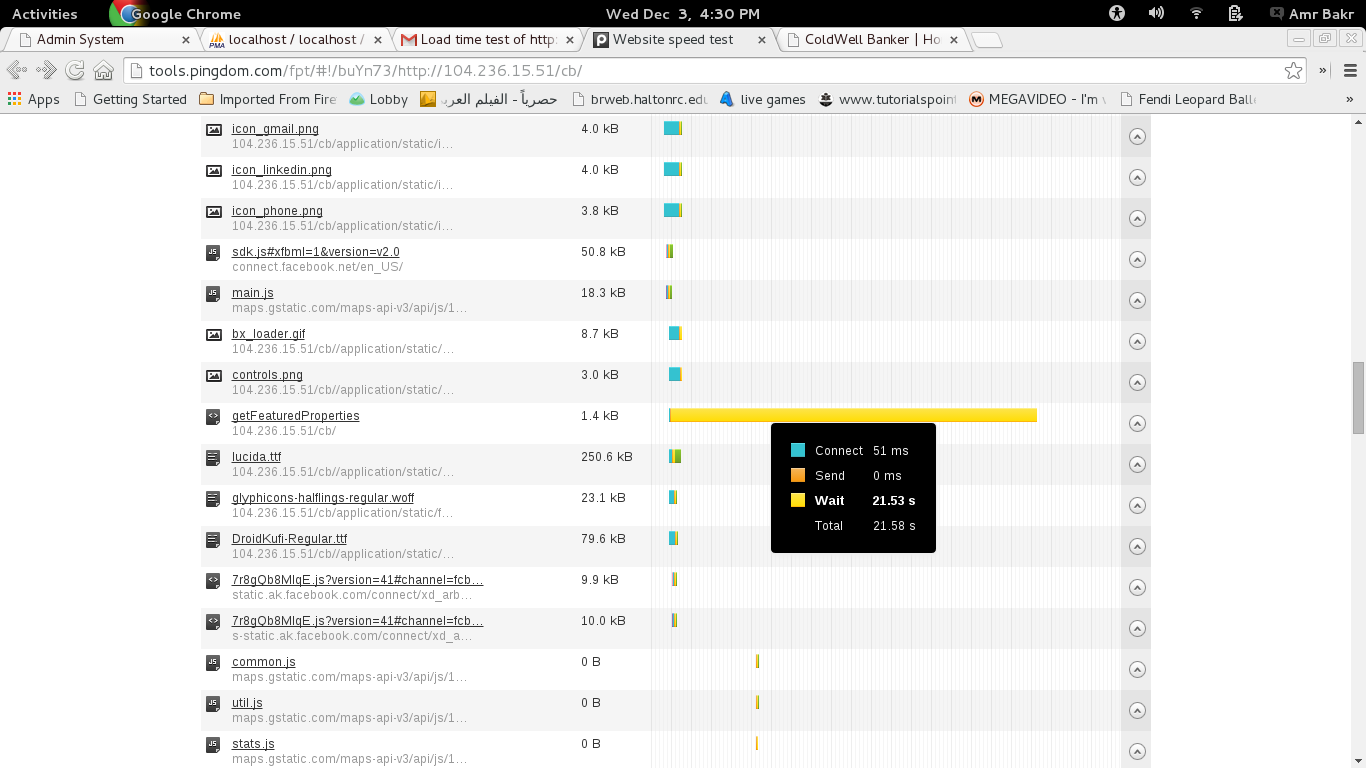 Activities
Google Chrome
Wed Dec 3, 4:30 PM
Amr Bakr
Admin System
localhost / localhost /
Load time test of http:
Website speed test
ColdWell Banker | Ho
tools.pingdom.com/fpt/#!/buYn73/http://104.236.15.51/cb/
Apps
Getting Started
Imported From Fire
Lobby
حصرياً - الفيلم العرب
brweb.haltonrc.edu
live games
www.tutorialspoint
MEGAVIDEO - I'm
Fendi Leopard Balle
icon_gmail.png 4.0 kB
104.236.15.51/cb/application/static/i...
icon_linkedin.png 4.0 kB
104.236.15.51/cb/application/static/i...
icon_phone.png 3.8 kB
104.236.15.51/cb/application/static/i...
sdk.js#xfbml=1&version=v2.0 50.8 kB
connect.facebook.net/en_US/
main.js 18.3 kB
maps.gstatic.com/maps-api-v3/api/js/1...
bx_loader.gif 8.7 kB
104.236.15.51/cb//application/static/...
controls.png 3.0 kB
104.236.15.51/cb//application/static/...
getFeaturedProperties 1.4 kB
104.236.15.51/cb/
Connect 51 ms
Send 0 ms
Wait 21.53 s
Total 21.58 s
lucida.ttf 250.6 kB
104.236.15.51/cb//application/static/...
glyphicons-halflings-regular.woff 23.1 kB
104.236.15.51/cb/application/static/f...
DroidKufi-Regular.ttf 79.6 kB
104.236.15.51/cb//application/static/...
7r8gQb8MIqE.js?version=41#channel=fcb... 9.9 kB
static.ak.facebook.com/connect/xd_arb...
7r8gQb8MIqE.js?version=41#channel=fcb... 10.0 kB
s-static.ak.facebook.com/connect/xd_a...
common.js 0 B
maps.gstatic.com/maps-api-v3/api/js/1...
util.js 0 B
maps.gstatic.com/maps-api-v3/api/js/1...
stats.js 0 B
maps.gstatic.com/maps-api-v3/api/js/1...